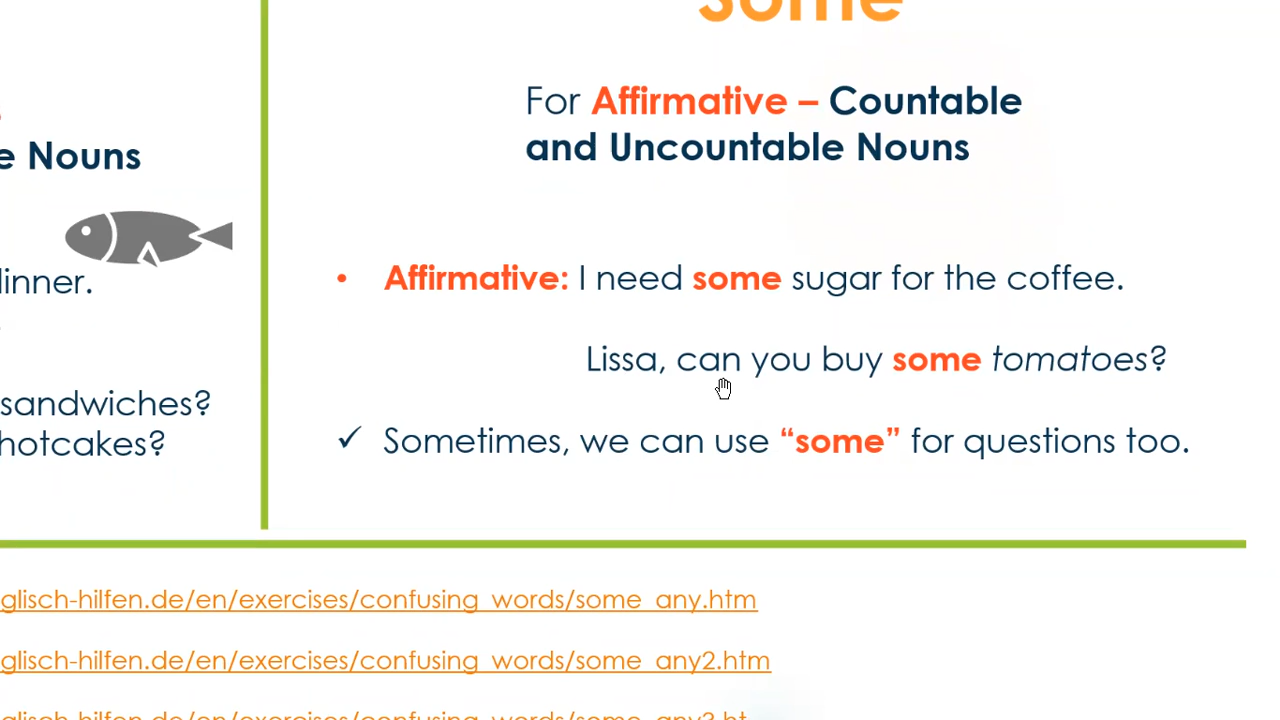 Some
For Affirmative – Countable
and Uncountable Nouns
e Nouns
• Affirmative: I need some sugar for the coffee.
linner.
Lissa, can you buy some tomatoes?
sandwiches?
✓ Sometimes, we can use “some” for questions too.
hotcakes?
glisch-hilfen.de/en/exercises/confusing_words/some_any.htm
glisch-hilfen.de/en/exercises/confusing_words/some_any2.htm